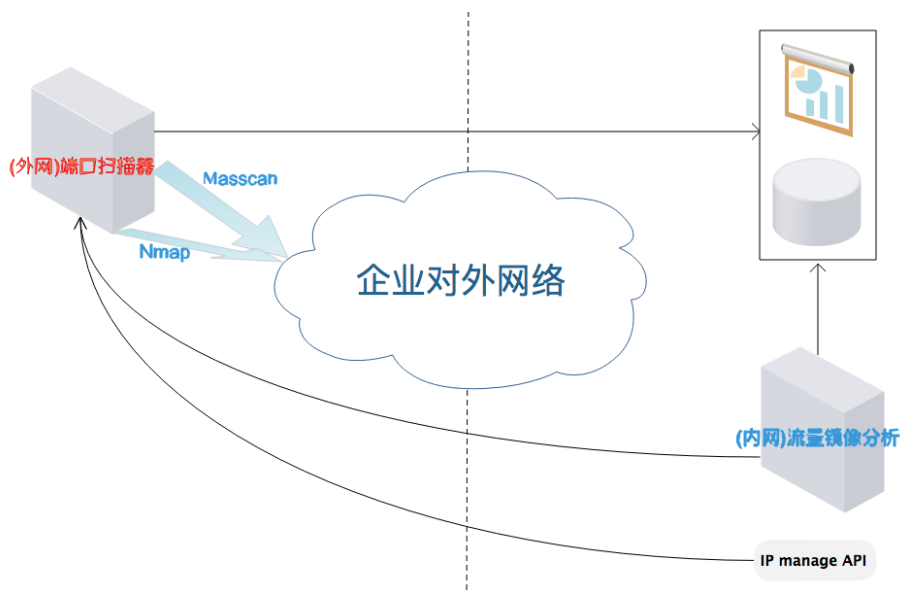 (外网)端口扫描器
Masscan
Nmap
企业对外网络
(内网)流量镜像分析
IP manage API